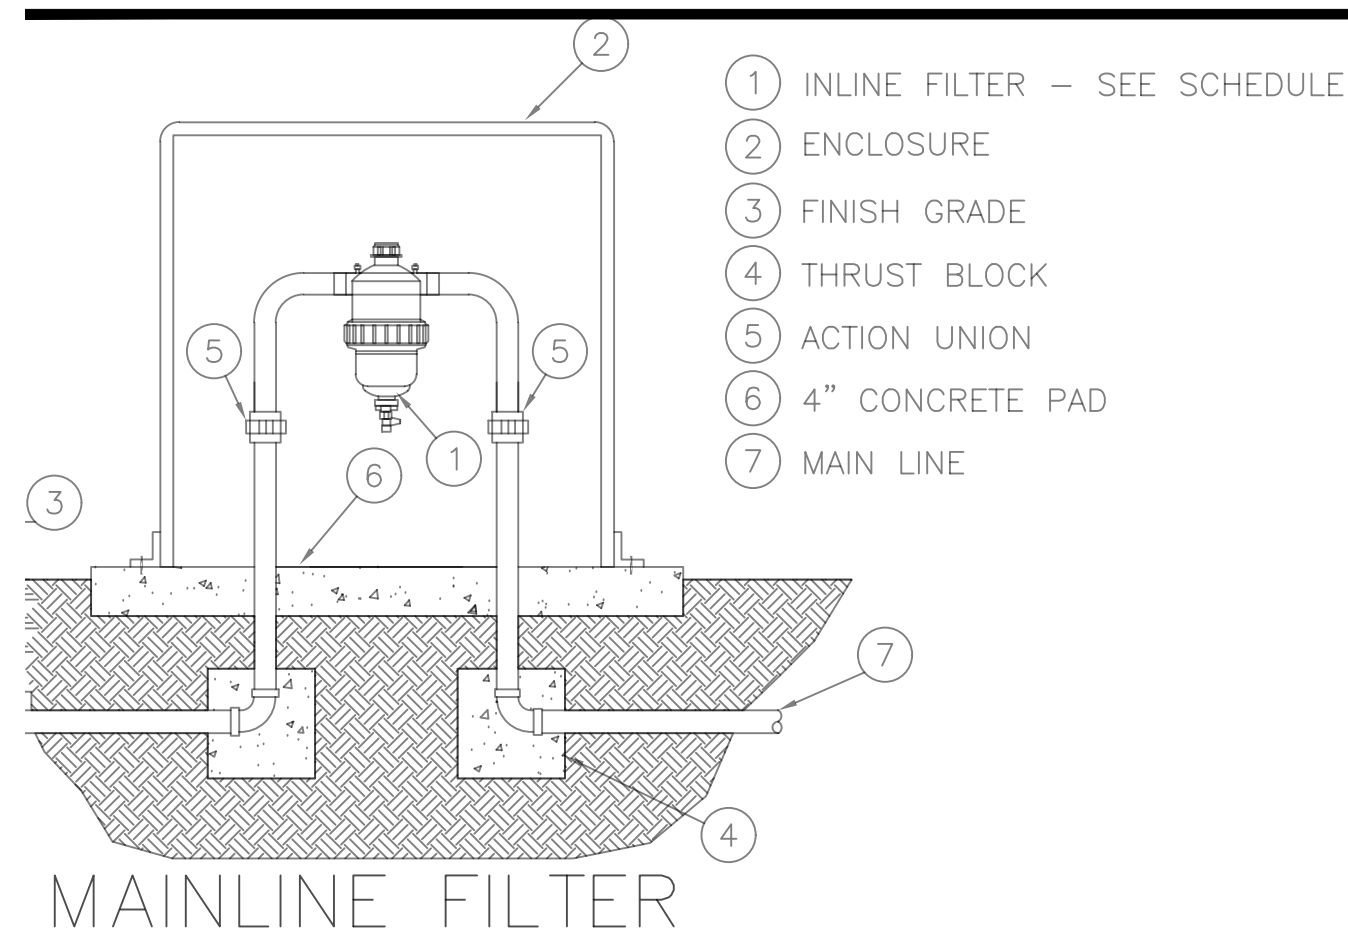 2
1 INLINE FILTER – SEE SCHEDULE
2 ENCLOSURE
3 FINISH GRADE
4 THRUST BLOCK
5 ACTION UNION
6 4” CONCRETE PAD
7 MAIN LINE
5
5
1
6
3
7
4
MAINLINE FILTER